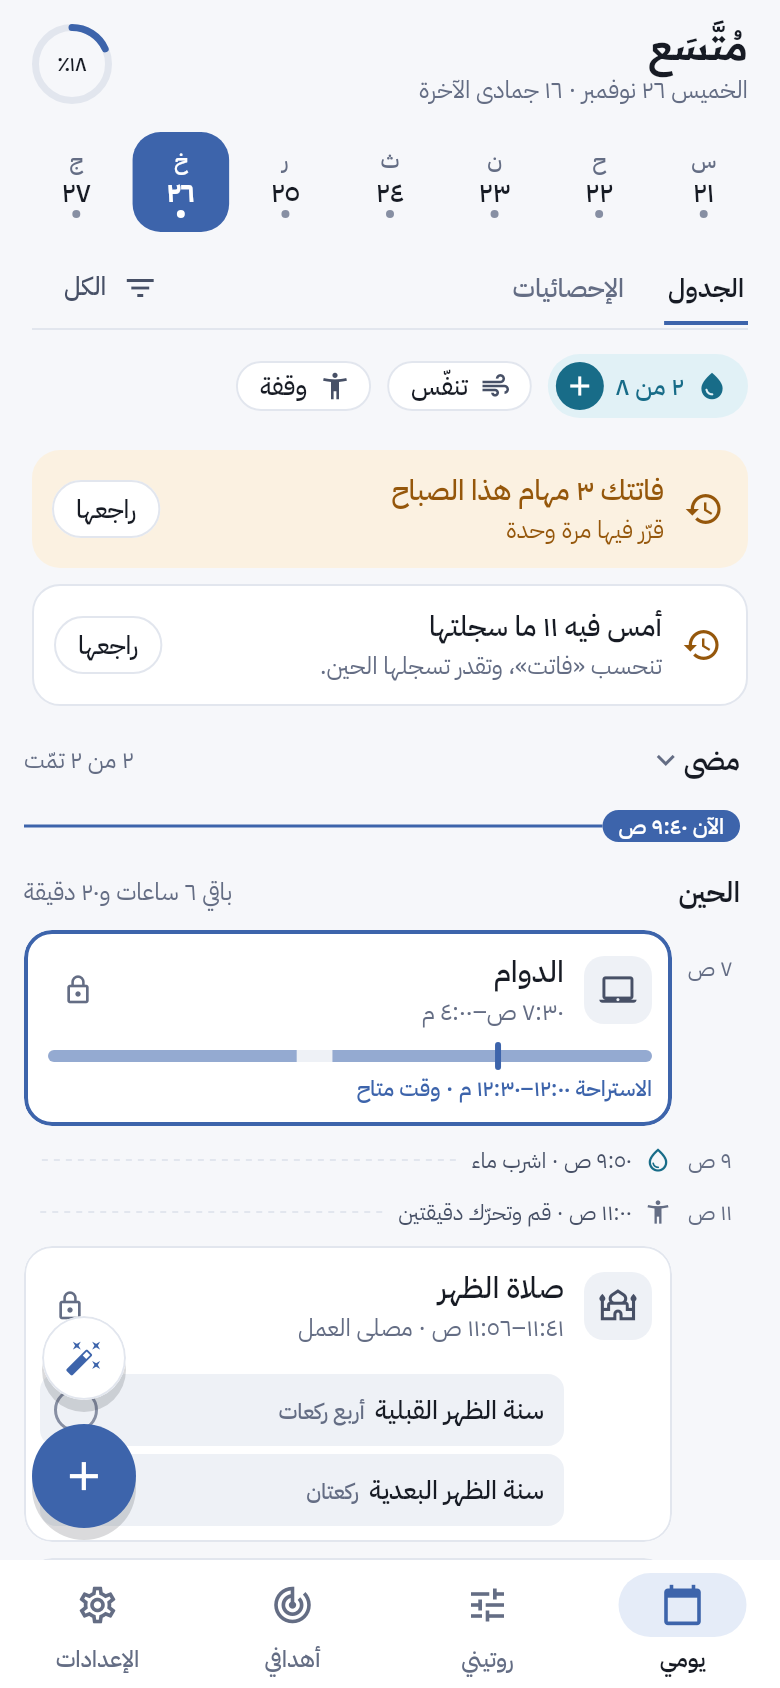 مُتَّسَع
الخميس ٢٦ نوفمبر · ١٦ جمادى الآخرة
٪١٨
س ح ن ث ر خ ج
٢١ ٢٢ ٢٣ ٢٤ ٢٥ ٢٦ ٢٧
الجدول الإحصائيات الكل
٢ من ٨ تنفّس وقفة
فاتتك ٣ مهام هذا الصباح
قرّر فيها مرة وحدة
راجعها
أمس فيه ١١ ما سجلتها
تنحسب «فاتت»، وتقدر تسجلها الحين.
راجعها
مضى ٢ من ٢ تمّت
الآن ٩:٤٠ ص
الحين باقي ٦ ساعات و٢٠ دقيقة
٧ ص
الدوام
٧:٣٠ ص–٤:٠٠ م
الاستراحة ١٢:٠٠–١٢:٣٠ م · وقت متاح
٩ ص ٩:٥٠ ص · اشرب ماء
١١ ص ١١:٠٠ ص · قم وتحرّك دقيقتين
صلاة الظهر
١١:٤١–١١:٥٦ ص · مصلى العمل
سنة الظهر القبلية أربع ركعات
سنة الظهر البعدية ركعتان
يومي روتيني أهدافي الإعدادات